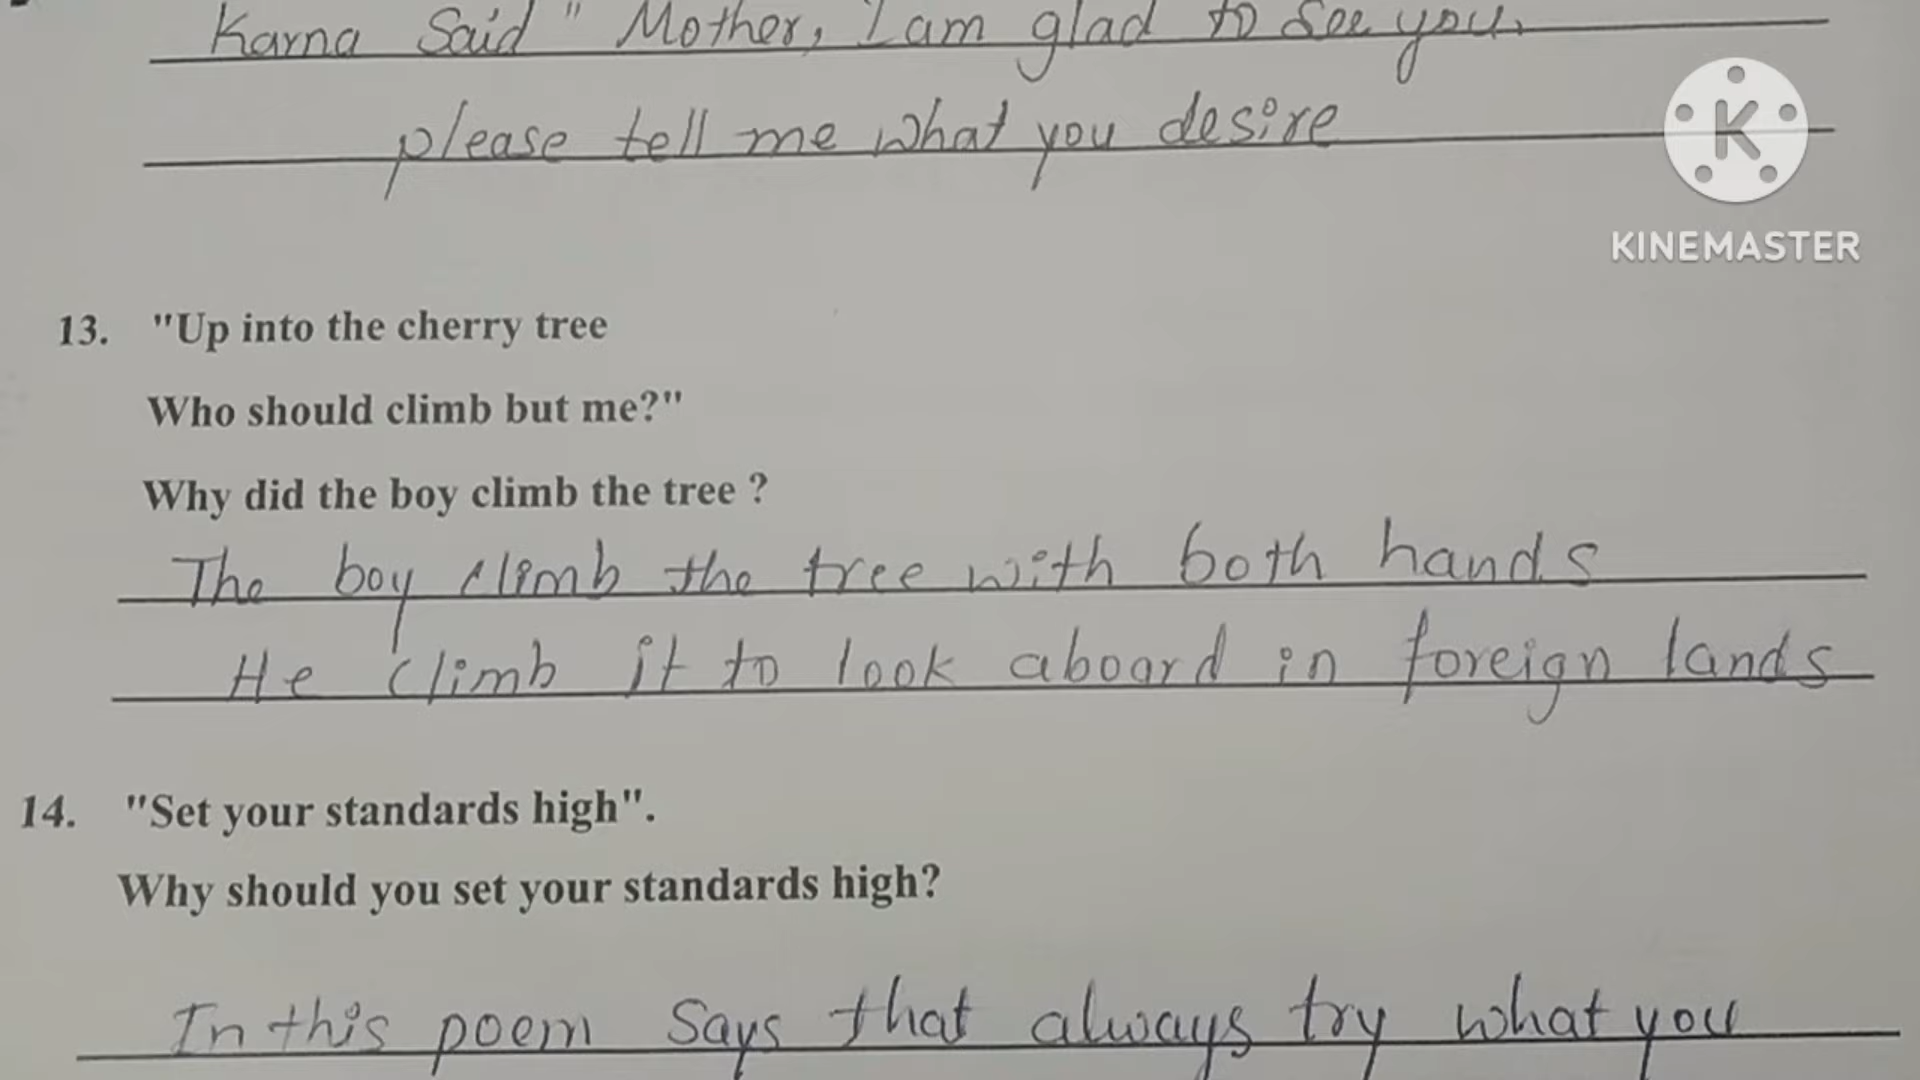 Karna Said " Mother, I am glad to See you.
please tell me what you desire
KINEMASTER
13. "Up into the cherry tree
Who should climb but me?"
Why did the boy climb the tree ?
The boy climb the tree with both hands
He climb it to look aboard in foreign lands
14. "Set your standards high".
Why should you set your standards high?
In this poem Says that always try what you